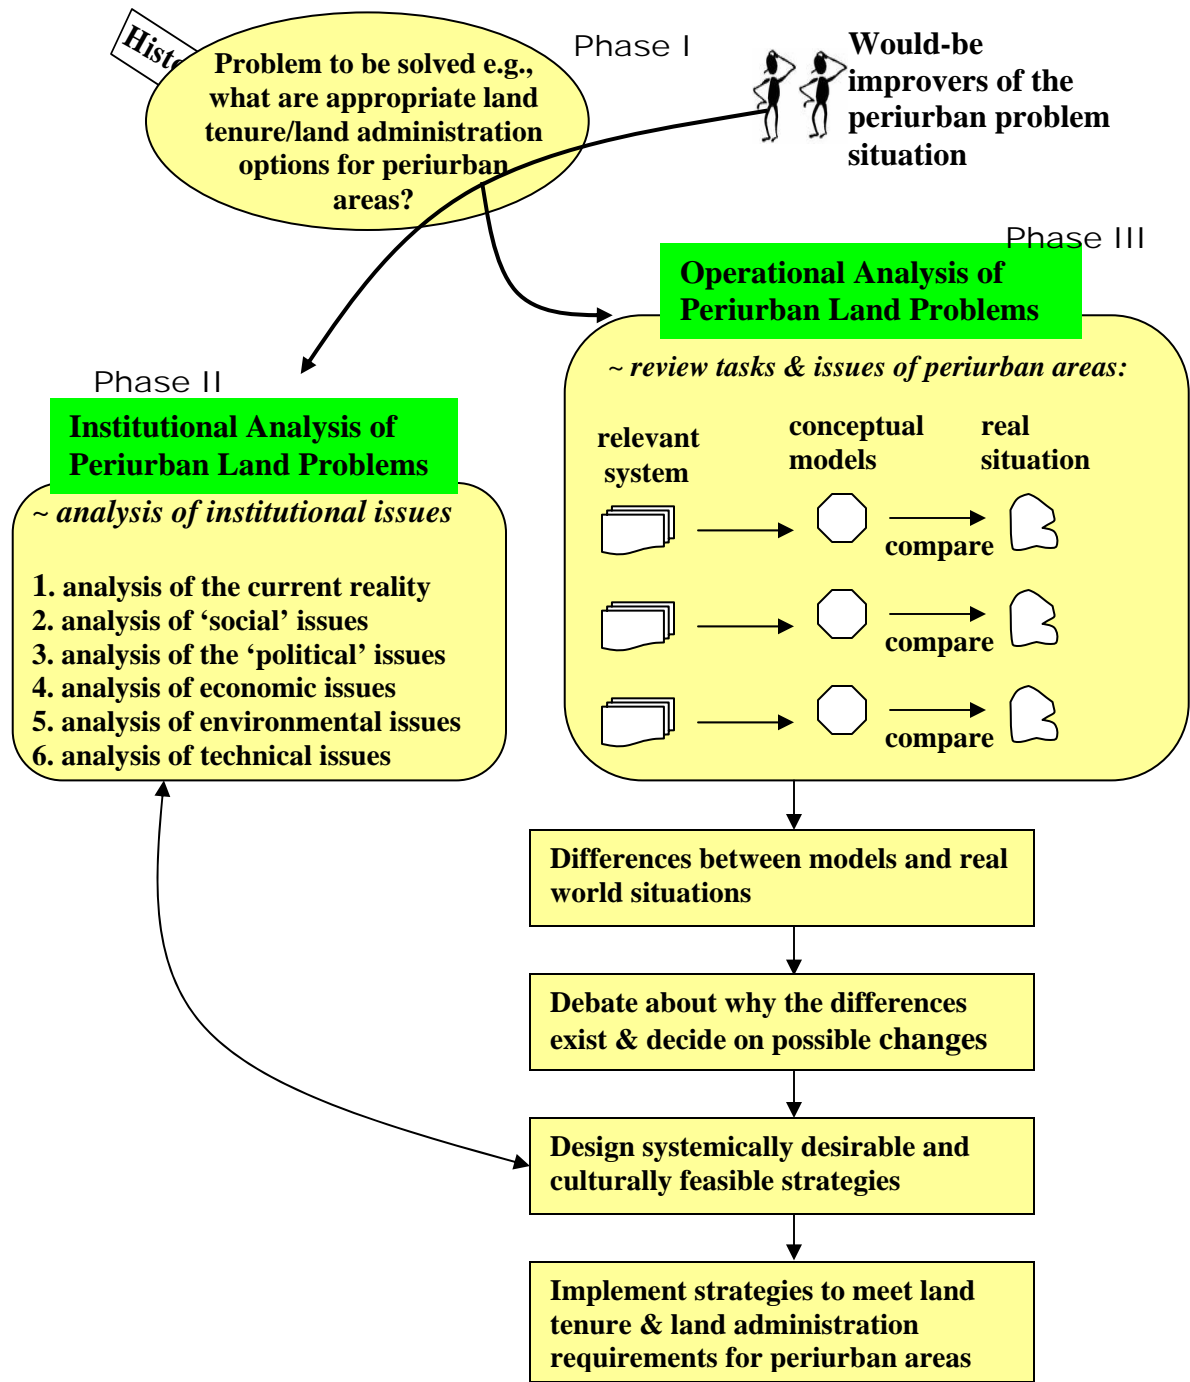 Phase I
Problem to be solved e.g.,
what are appropriate land
tenure/land administration
options for periurban
areas?
Would-be
improvers of the
periurban problem
situation
Phase II
Institutional Analysis of
Periurban Land Problems
~ analysis of institutional issues
1. analysis of the current reality
2. analysis of ‘social’ issues
3. analysis of the ‘political’ issues
4. analysis of economic issues
5. analysis of environmental issues
6. analysis of technical issues
Phase III
Operational Analysis of
Periurban Land Problems
~ review tasks & issues of periurban areas:
relevant
system
conceptual
models
real
situation
compare
compare
compare
Differences between models and real
world situations
Debate about why the differences
exist & decide on possible changes
Design systemically desirable and
culturally feasible strategies
Implement strategies to meet land
tenure & land administration
requirements for periurban areas